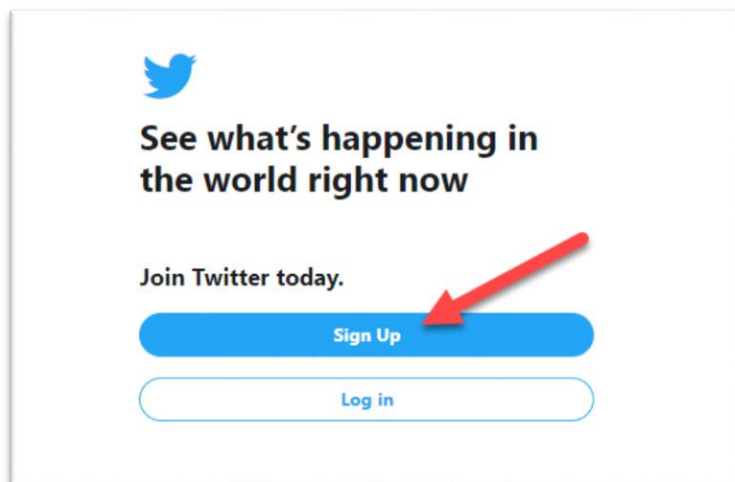 See what's happening in
the world right now
Join Twitter today.
Sign Up
Log in